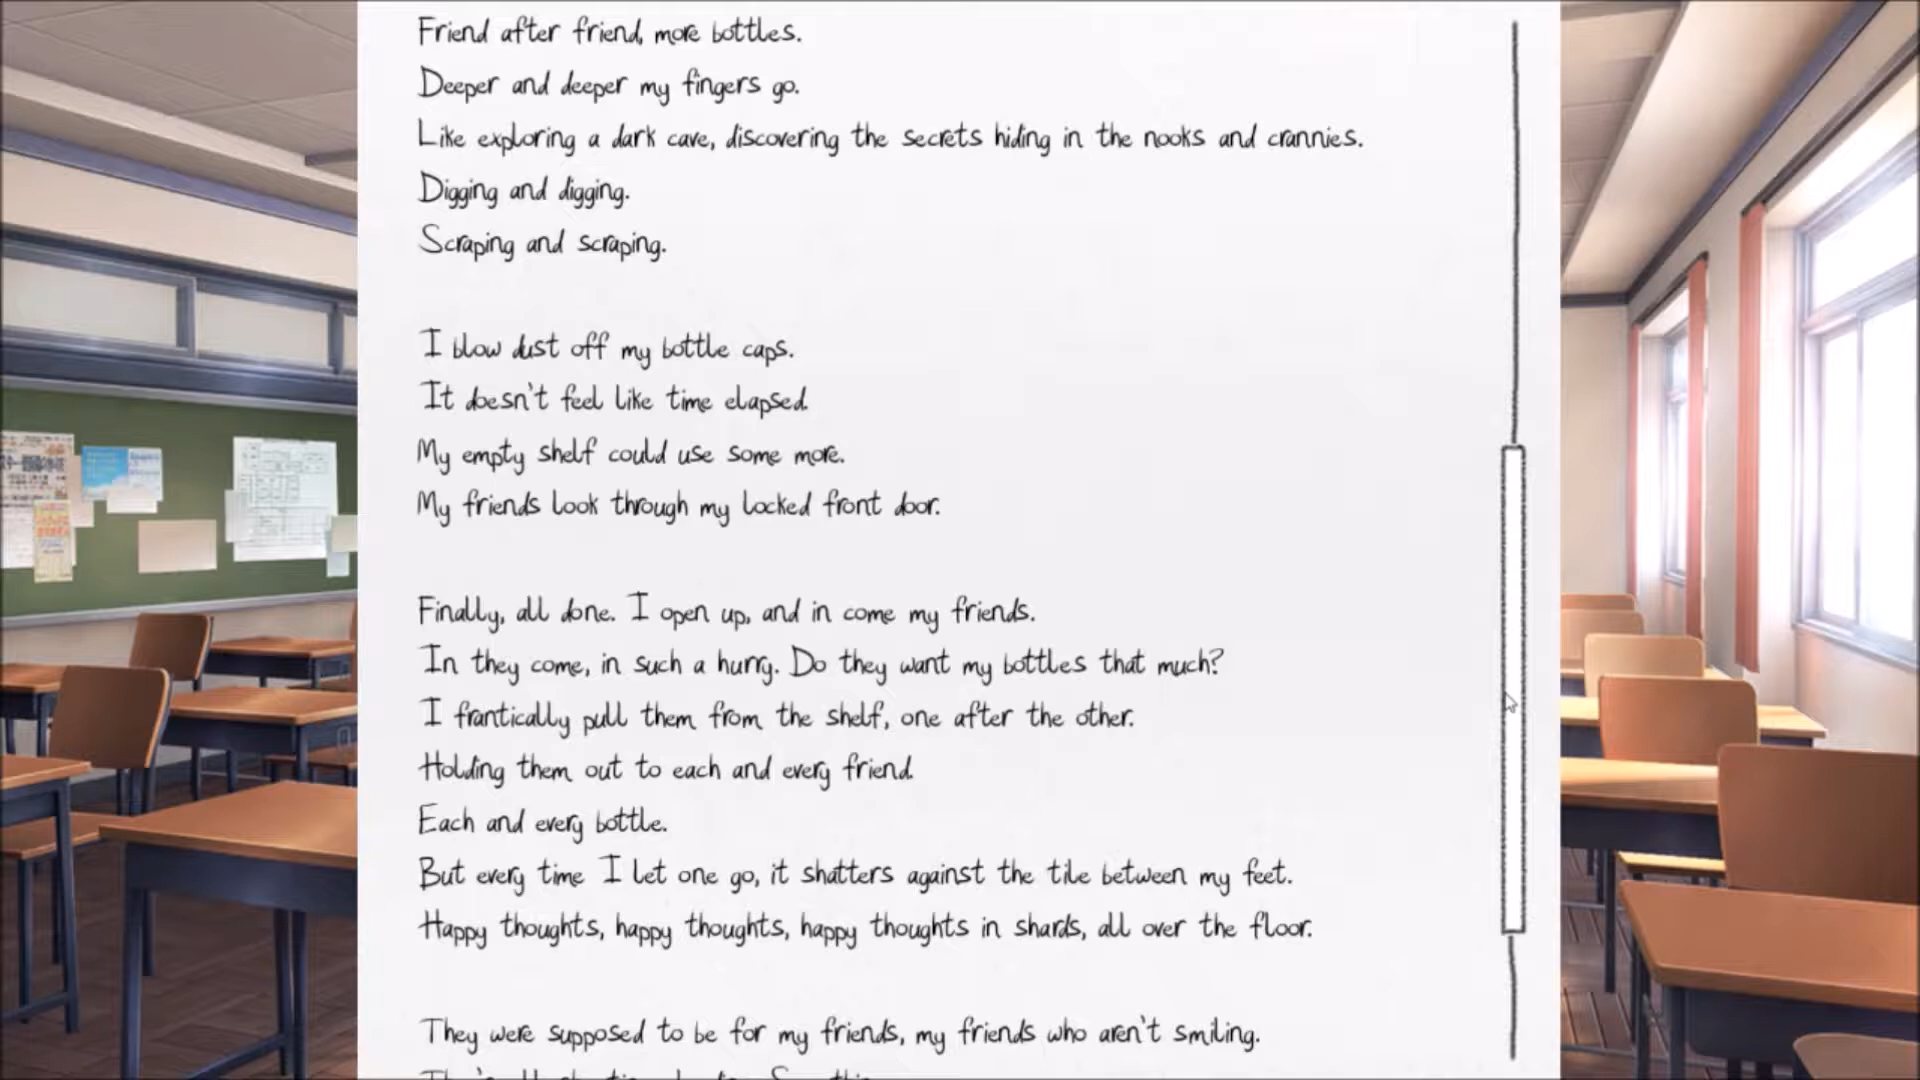 Friend after friend, more bottles.
Deeper and deeper my fingers go.
Like exploring a dark cave, discovering the secrets hiding in the nooks and crannies.
Digging and digging.
Scraping and scraping.
I blow dust off my bottle caps.
It doesn't feel like time elapsed.
My empty shelf could use some more.
My friends look through my locked front door.
Finally, all done. I open up, and in come my friends.
In they come, in such a hurry. Do they want my bottles that much?
I frantically pull them from the shelf, one after the other.
Holding them out to each and every friend.
Each and every bottle.
But every time I let one go, it shatters against the tile between my feet.
Happy thoughts, happy thoughts, happy thoughts in shards, all over the floor.
They were supposed to be for my friends, my friends who aren't smiling.